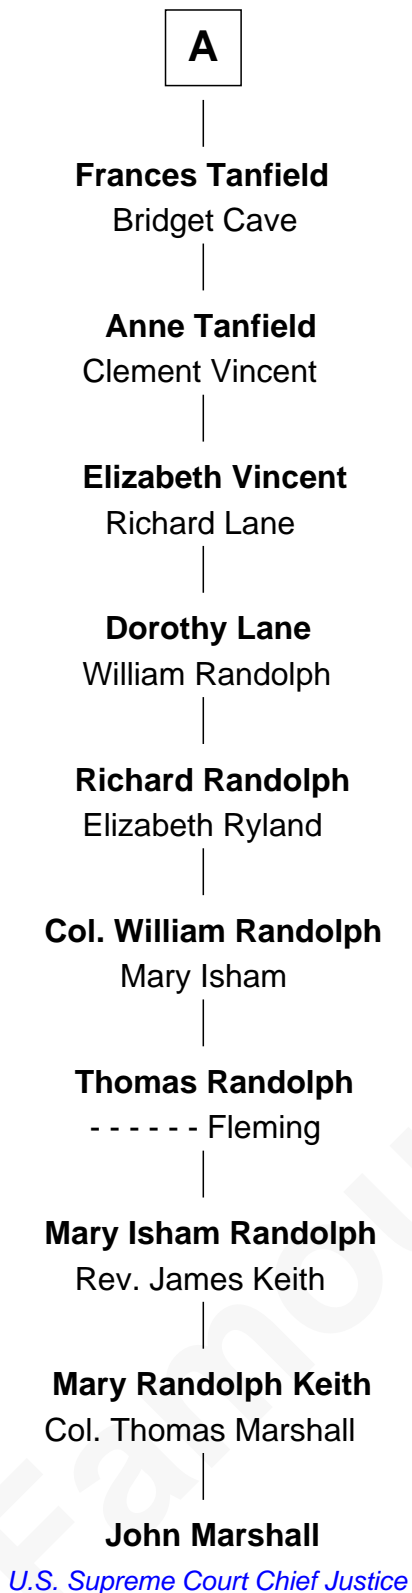 A
Frances Tanfield
Bridget Cave
Anne Tanfield
Clement Vincent
Elizabeth Vincent
Richard Lane
Dorothy Lane
William Randolph
Richard Randolph
Elizabeth Ryland
Col. William Randolph
Mary Isham
Thomas Randolph
- - - - - - Fleming
Mary Isham Randolph
Rev. James Keith
Mary Randolph Keith
Col. Thomas Marshall
John Marshall
U.S. Supreme Court Chief Justice
Famou